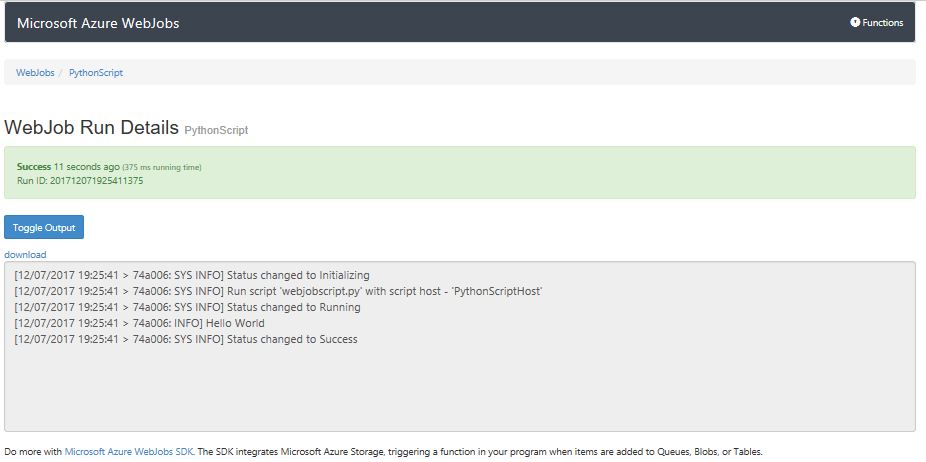 Microsoft Azure WebJobs
Functions
WebJobs / PythonScript
WebJob Run Details PythonScript
Success 11 seconds ago (375 ms running time)
Run ID: 201712071925411375
Toggle Output
download
[12/07/2017 19:25:41 > 74a006: SYS INFO] Status changed to Initializing
[12/07/2017 19:25:41 > 74a006: SYS INFO] Run script 'webjobscript.py' with script host - 'PythonScriptHost'
[12/07/2017 19:25:41 > 74a006: SYS INFO] Status changed to Running
[12/07/2017 19:25:41 > 74a006: INFO] Hello World
[12/07/2017 19:25:41 > 74a006: SYS INFO] Status changed to Success
Do more with Microsoft Azure WebJobs SDK. The SDK integrates Microsoft Azure Storage, triggering a function in your program when items are added to Queues, Blobs, or Tables.